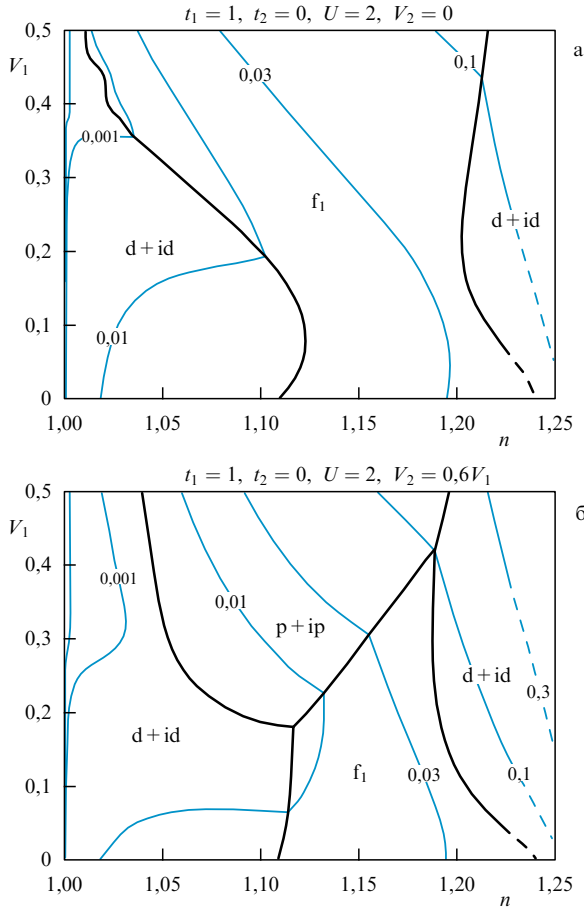 t₁ = 1, t₂ = 0, U = 2, V₂ = 0
а
V₁
0,5
0,4
0,3
0,2
0,1
0
0,03
0,1
0,001
f₁
d + id
d + id
0,01
1,00 1,05 1,10 1,15 1,20 1,25
n
t₁ = 1, t₂ = 0, U = 2, V₂ = 0,6V₁
б
V₁
0,5
0,4
0,3
0,2
0,1
0
0,001
0,01
p + ip
d + id
0,3
d + id
f₁
0,03
0,1
1,00 1,05 1,10 1,15 1,20 1,25
n